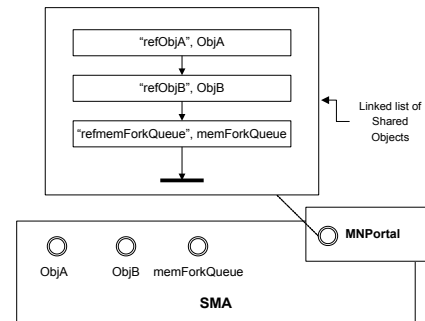 “refObjA”, ObjA
“refObjB”, ObjB
“refmemForkQueue”, memForkQueue
Linked list of
Shared
Objects
MNPortal
ObjA
ObjB
memForkQueue
SMA